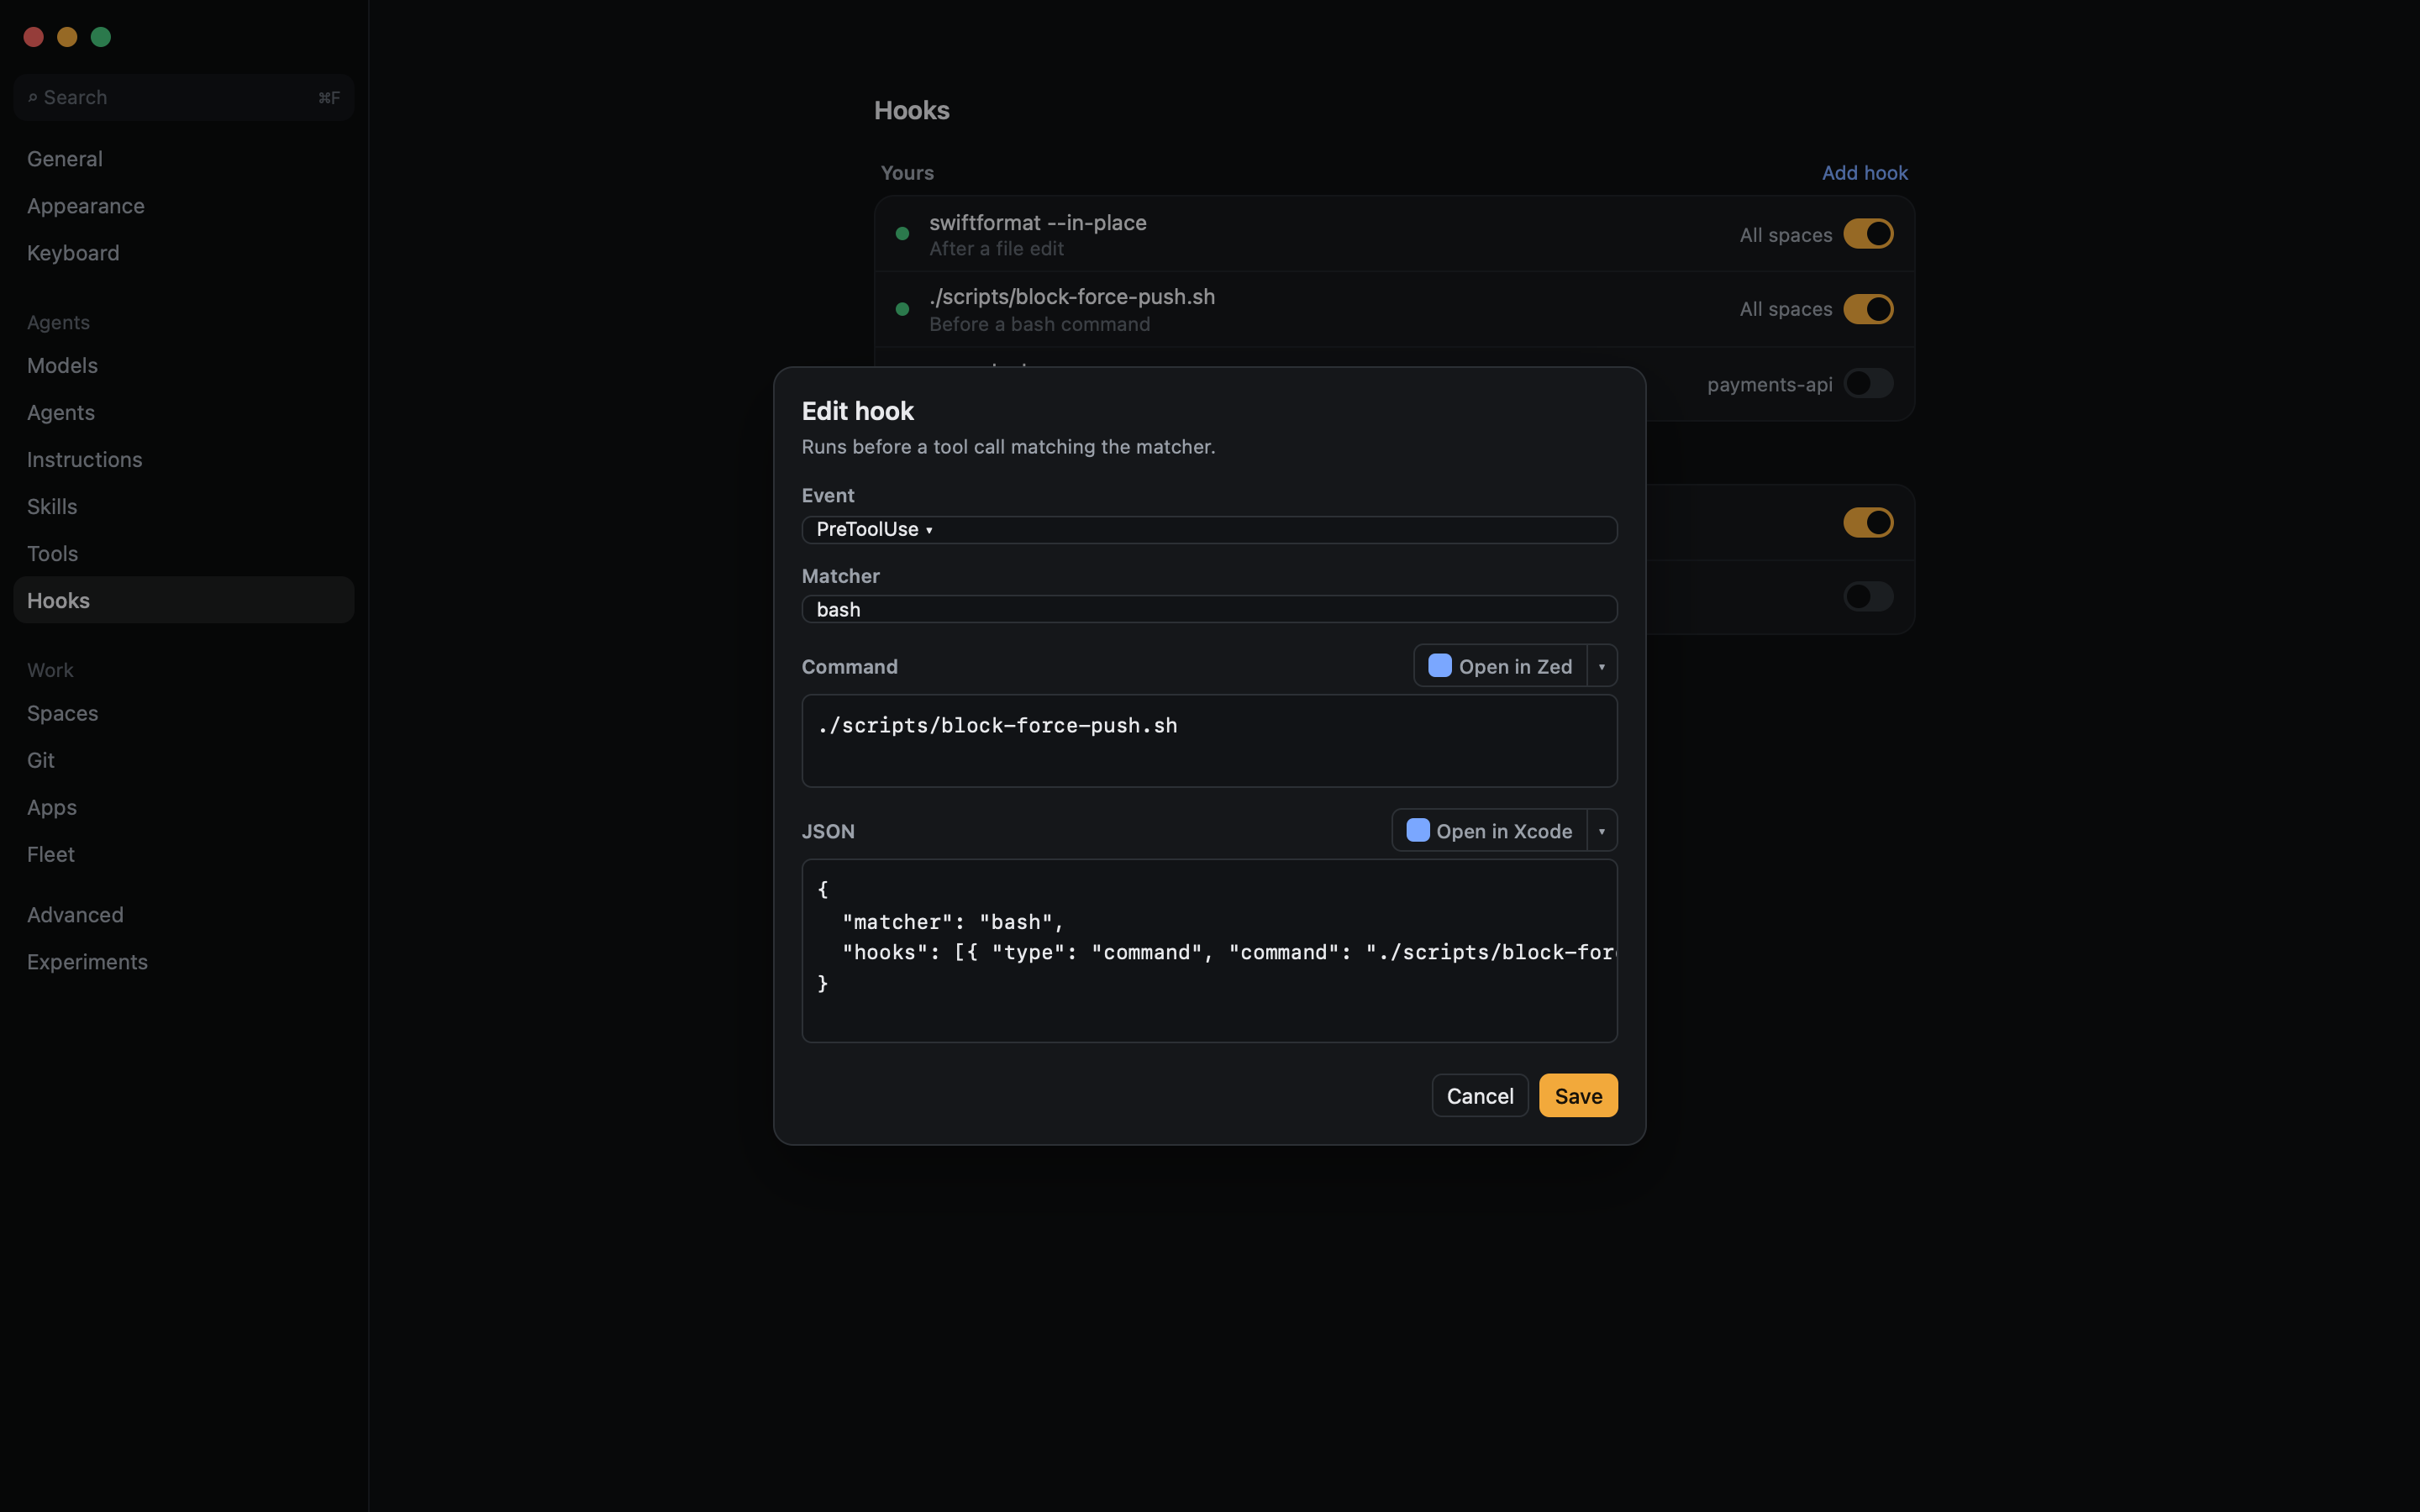 Search ⌘F
General
Appearance
Keyboard
Agents
Models
Agents
Instructions
Skills
Tools
Hooks
Work
Spaces
Git
Apps
Fleet
Advanced
Experiments
Hooks
Yours
Add hook
swiftformat --in-place
After a file edit
All spaces
./scripts/block-force-push.sh
Before a bash command
All spaces
payments-api
Edit hook
Runs before a tool call matching the matcher.
Event
PreToolUse ▾
Matcher
bash
Command
Open in Zed ▾
./scripts/block-force-push.sh
JSON
Open in Xcode ▾
{
"matcher": "bash",
"hooks": [{ "type": "command", "command": "./scripts/block-for
}
Cancel
Save